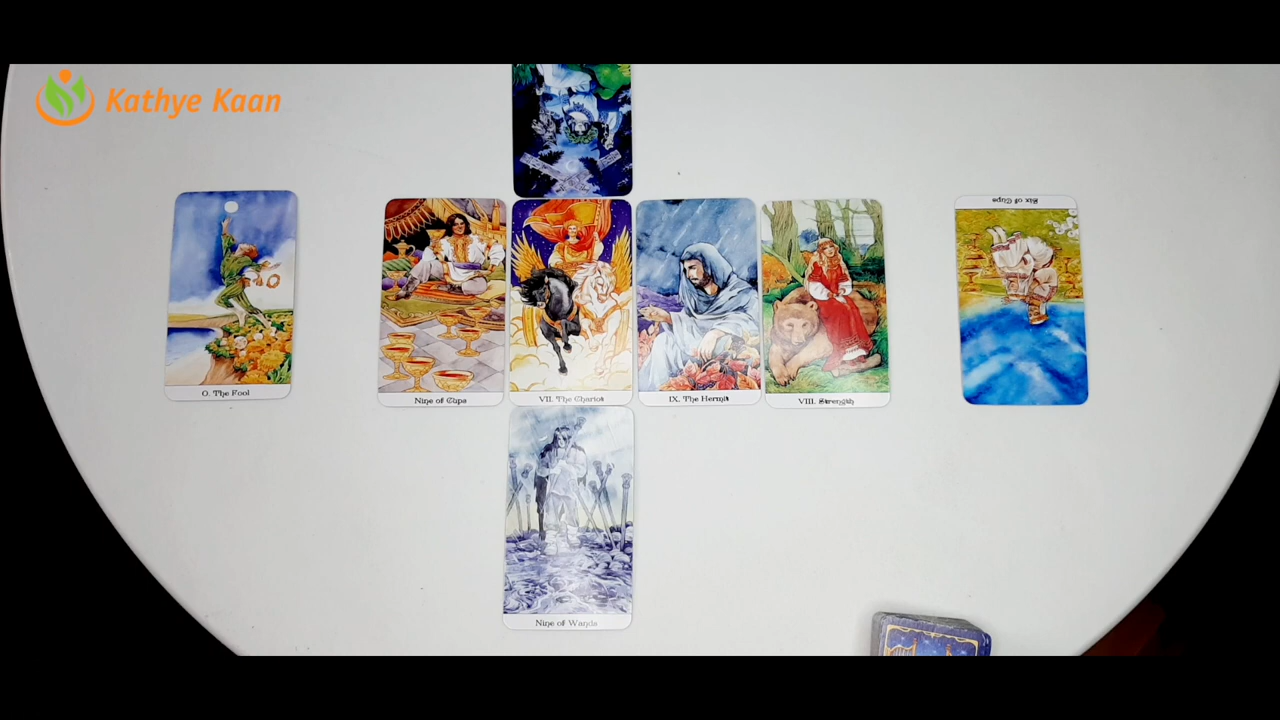 Kathye Kaan
0. The Fool
Nine of Cups
VII. The Chariot
IX. The Hermit
VIII. Strength
Six of Cups
Nine of Wands